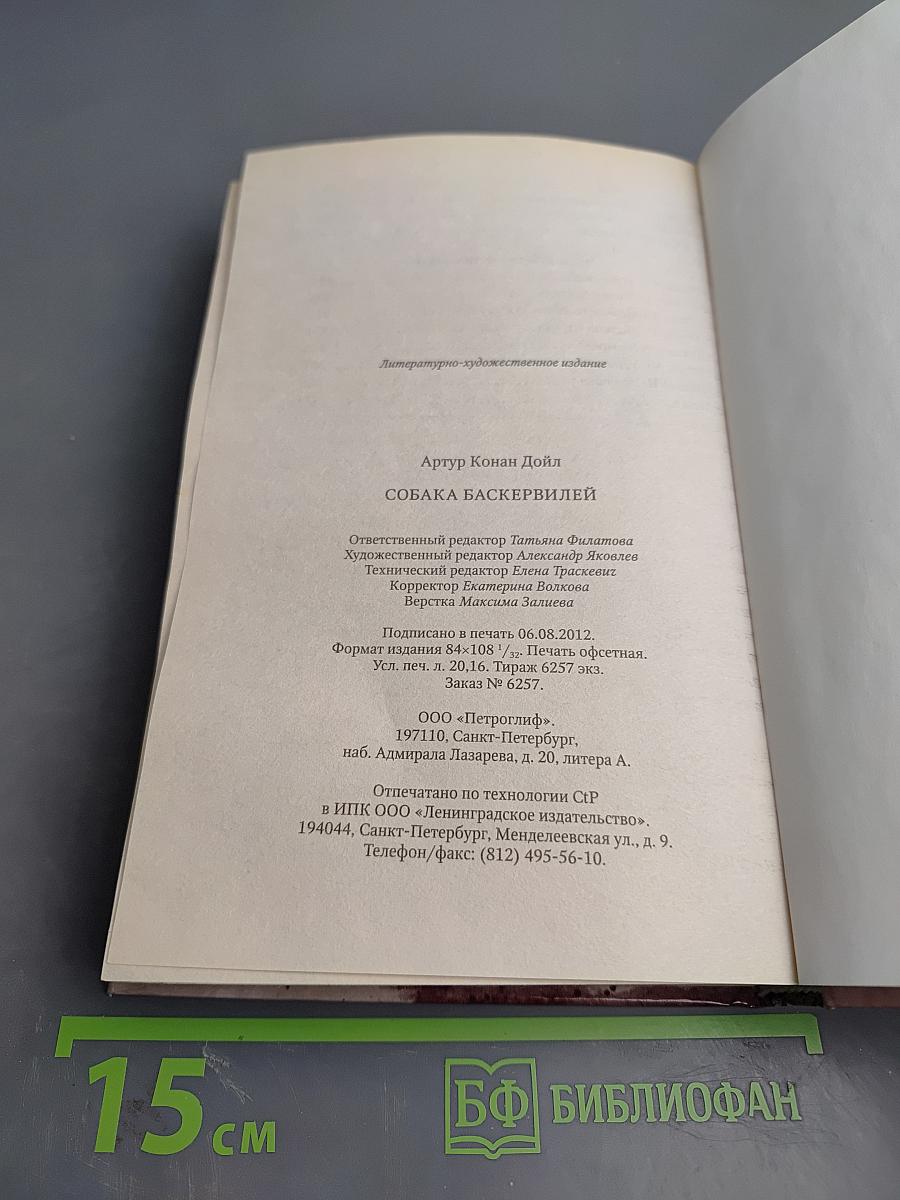 Литературно-художественное издание
Артур Конан Дойл
СОБАКА БАСКЕРВИЛЕЙ
Ответственный редактор Татьяна Филатова
Художественный редактор Александр Яковлев
Технический редактор Елена Траскевич
Корректор Екатерина Волкова
Верстка Максима Залиева
Подписано в печать 06.08.2012.
Формат издания 84×108 ¹/₃₂. Печать офсетная.
Усл. печ. л. 20,16. Тираж 6257 экз.
Заказ № 6257.
ООО «Петроглиф».
197110, Санкт-Петербург,
наб. Адмирала Лазарева, д. 20, литера А.
Отпечатано по технологии CtP
в ИПК ООО «Ленинградское издательство».
194044, Санкт-Петербург, Менделеевская ул., д. 9.
Телефон/факс: (812) 495-56-10.
15 см
БФ БИБЛИОФАН